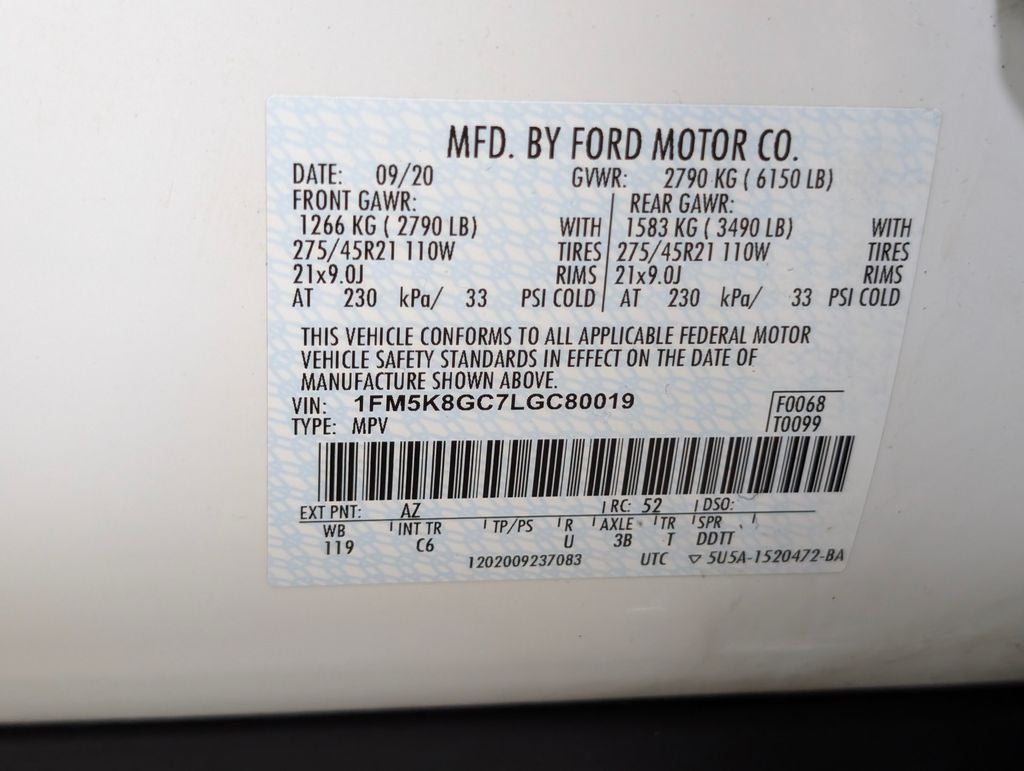 MFD. BY FORD MOTOR CO.
DATE: 09/20 GVWR: 2790 KG ( 6150 LB)
FRONT GAWR: REAR GAWR:
1266 KG ( 2790 LB) WITH 1583 KG ( 3490 LB) WITH
275/45R21 110W TIRES 275/45R21 110W TIRES
21x9.0J RIMS 21x9.0J RIMS
AT 230 kPa/ 33 PSI COLD AT 230 kPa/ 33 PSI COLD
THIS VEHICLE CONFORMS TO ALL APPLICABLE FEDERAL MOTOR
VEHICLE SAFETY STANDARDS IN EFFECT ON THE DATE OF
MANUFACTURE SHOWN ABOVE.
VIN: 1FM5K8GC7LGC80019 F0068
TYPE: MPV T0099
EXT PNT: AZ RC: 52 DSO:
WB INT TR TP/PS R AXLE TR SPR
119 C6 U 3B T DDTT
1202009237083 UTC ▽ 5U5A-1520472-BA